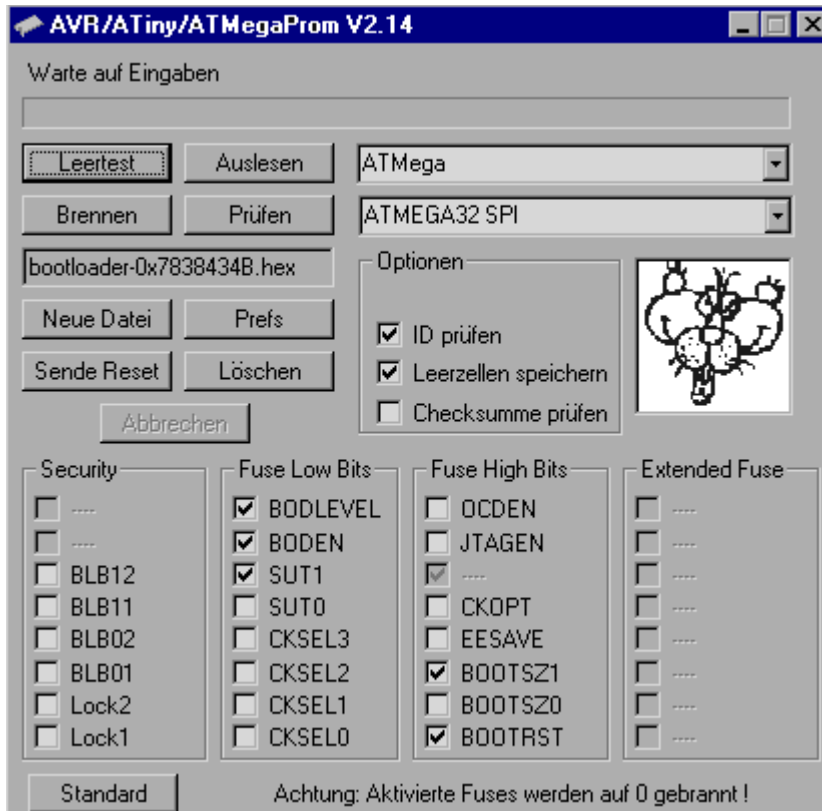 AVR/ATiny/ATMegaProm V2.14
Warte auf Eingaben
Leertest
Auslesen
ATMega
Brennen
Prüfen
ATMEGA32 SPI
bootloader-0x7838434B.hex
Optionen
Neue Datei
Prefs
ID prüfen
Sende Reset
Löschen
Leerzellen speichern
Abbrechen
Checksumme prüfen
Security
----
----
BLB12
BLB11
BLB02
BLB01
Lock2
Lock1
Fuse Low Bits
BODLEVEL
BODEN
SUT1
SUT0
CKSEL3
CKSEL2
CKSEL1
CKSEL0
Fuse High Bits
OCDEN
JTAGEN
----
CKOPT
EESAVE
BOOTSZ1
BOOTSZ0
BOOTRST
Extended Fuse
----
----
----
----
----
----
----
----
Standard
Achtung: Aktivierte Fuses werden auf 0 gebrannt !